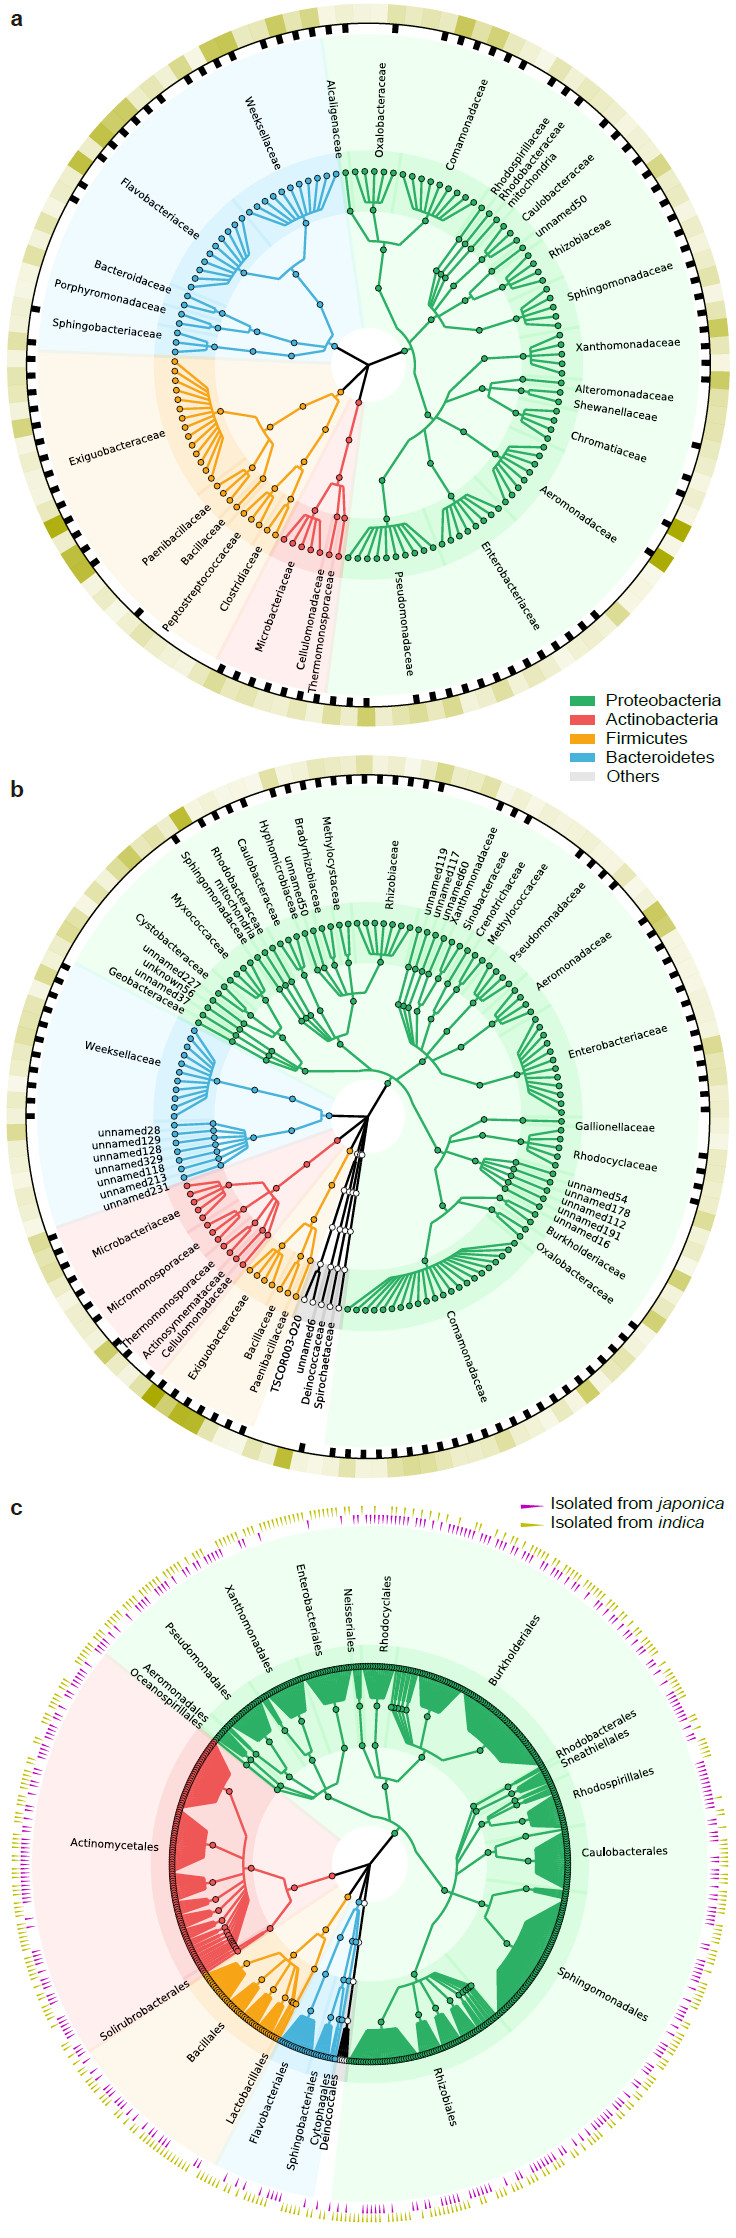 a
Alcaligenaceae
Oxalobacteraceae
Comamonadaceae
Rhodospirillaceae
Rhodobacteraceae
mitochondria
Caulobacteraceae
unnamed50
Rhizobiaceae
Sphingomonadaceae
Xanthomonadaceae
Alteromonadaceae
Shewanellaceae
Chromatiaceae
Aeromonadaceae
Enterobacteriaceae
Pseudomonadaceae
Thermomonosporaceae
Cellulomonadaceae
Microbacteriaceae
Clostridiaceae
Peptostreptococcaceae
Bacillaceae
Paenibacillaceae
Exiguobacteraceae
Sphingobacteriaceae
Porphyromonadaceae
Bacteroidaceae
Flavobacteriaceae
Weeksellaceae
Proteobacteria
Actinobacteria
Firmicutes
Bacteroidetes
Others
b
Rhizobiaceae
unnamed119
unnamed117
unnamed60
Xanthomonadaceae
Sinobacteraceae
Crenotrichaceae
Methylococcaceae
Pseudomonadaceae
Aeromonadaceae
Enterobacteriaceae
Gallionellaceae
Rhodocyclaceae
unnamed54
unnamed178
unnamed112
unnamed191
unnamed16
Burkholderiaceae
Oxalobacteraceae
Comamonadaceae
Spirochaetaceae
Deinococcaceae
unnamed6
TSCOR003-O20
Paenibacillaceae
Bacillaceae
Exiguobacteraceae
Cellulomonadaceae
Actinosynnemataceae
Thermomonosporaceae
Micromonosporaceae
Microbacteriaceae
unnamed231
unnamed213
unnamed118
unnamed329
unnamed128
unnamed129
unnamed28
Weeksellaceae
Geobacteraceae
unnamed37
unknown56
unnamed227
Cystobacteraceae
Myxococcaceae
Sphingomonadaceae
mitochondria
Rhodobacteraceae
Caulobacteraceae
Hyphomicrobiaceae
unnamed50
Bradyrhizobiaceae
Methylocystaceae
c
Isolated from japonica
Isolated from indica
Rhodocyclales
Burkholderiales
Rhodobacterales
Sneathiellales
Rhodospirillales
Caulobacterales
Sphingomonadales
Rhizobiales
Deinococcales
Cytophagales
Sphingobacteriales
Flavobacteriales
Lactobacillales
Bacillales
Solirubrobacterales
Actinomycetales
Oceanospirillales
Aeromonadales
Pseudomonadales
Xanthomonadales
Enterobacteriales
Neisseriales